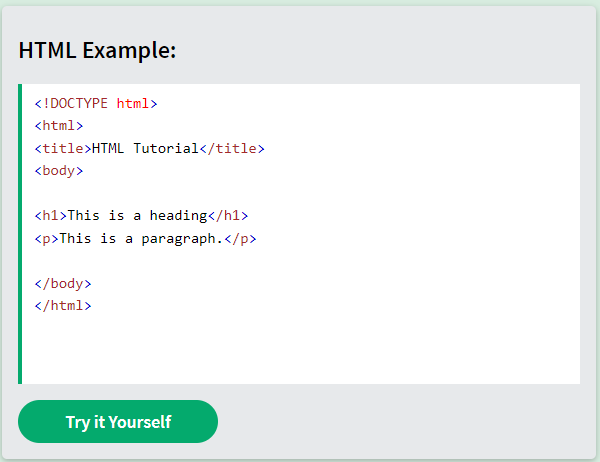 HTML Example:
<!DOCTYPE html>
<html>
<title>HTML Tutorial</title>
<body>
<h1>This is a heading</h1>
<p>This is a paragraph.</p>
</body>
</html>
Try it Yourself